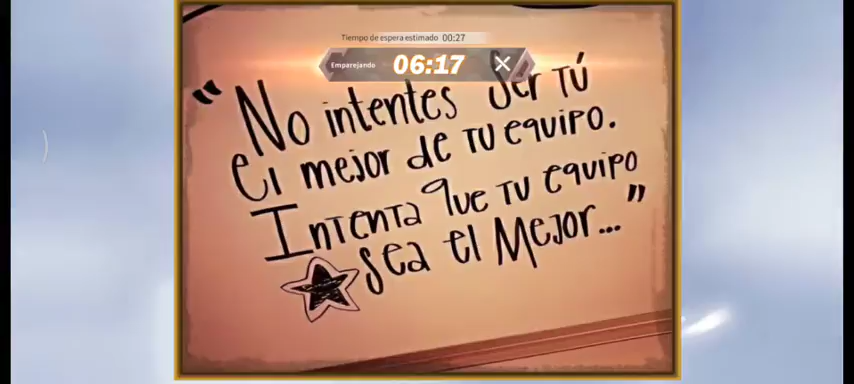 Tiempo de espera estimado 00:27
Emparejando 06:17
"No intentes Ser TÚ
el mejor de TU equipo.
Intenta que TU equipo
sea el Mejor..."